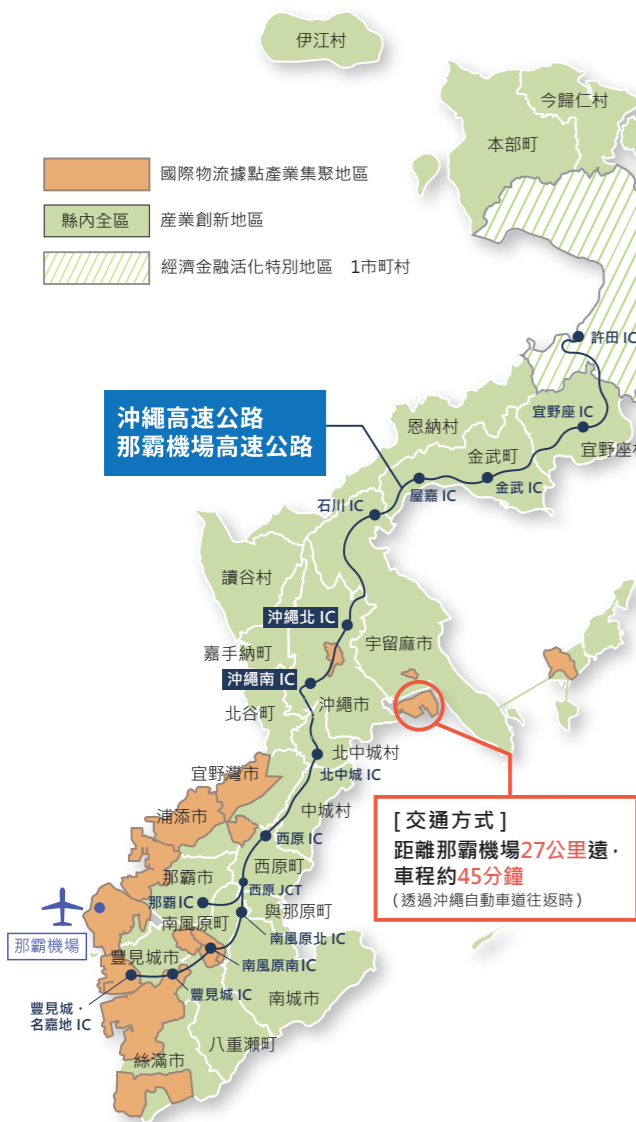 伊江村
今歸仁村
本部町
國際物流據點產業集聚地區
縣內全區
産業創新地區
經濟金融活化特別地區　1市町村
許田 IC
沖繩高速公路
那霸機場高速公路
宜野座 IC
恩納村
金武町
宜野座村
屋嘉 IC
金武 IC
石川 IC
讀谷村
沖繩北 IC
宇留麻市
嘉手納町
沖繩南 IC
沖繩市
北谷町
北中城村
宜野灣市
北中城 IC
中城村
浦添市
[ 交通方式 ]
距離那霸機場27公里遠，
車程約45分鐘
（透過沖繩自動車道往返時）
西原 IC
西原町
那霸市
西原 JCT
那霸 IC
與那原町
南風原町
南風原北 IC
那霸機場
豐見城市
南風原南IC
豐見城 IC
南城市
豐見城・
名嘉地 IC
八重瀨町
絲滿市